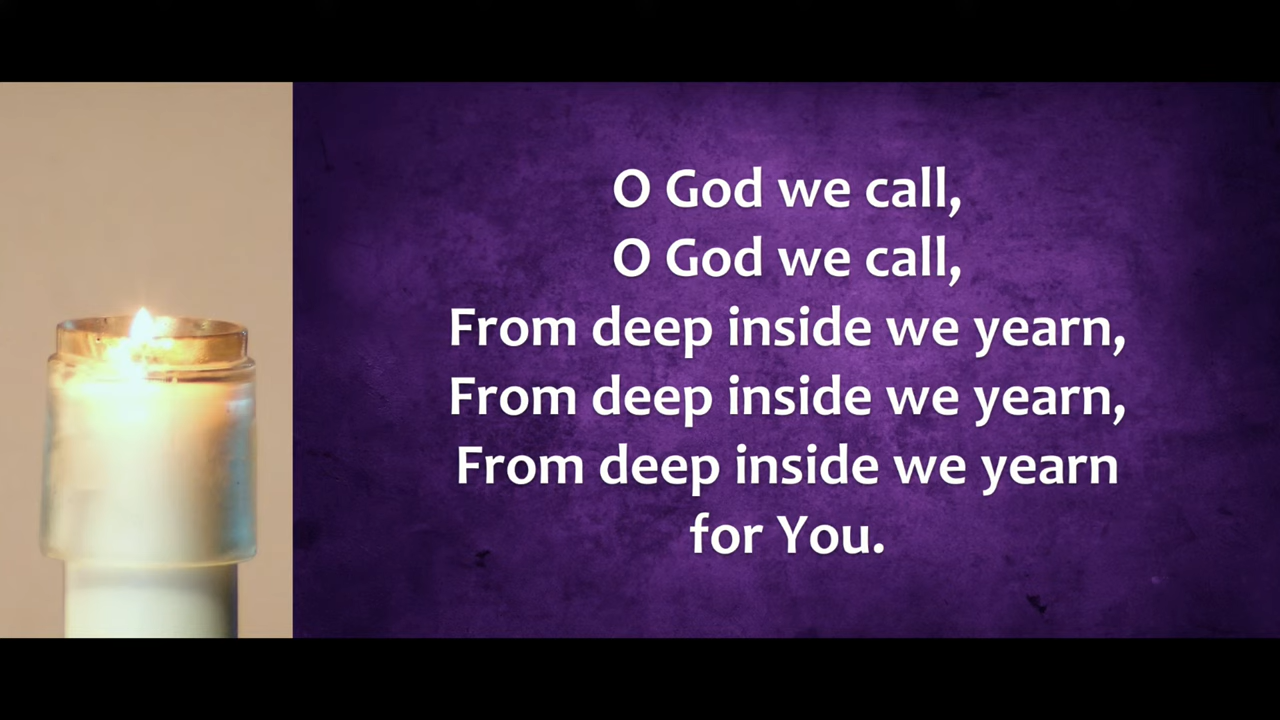 O God we call,
O God we call,
From deep inside we yearn,
From deep inside we yearn,
From deep inside we yearn
for You.